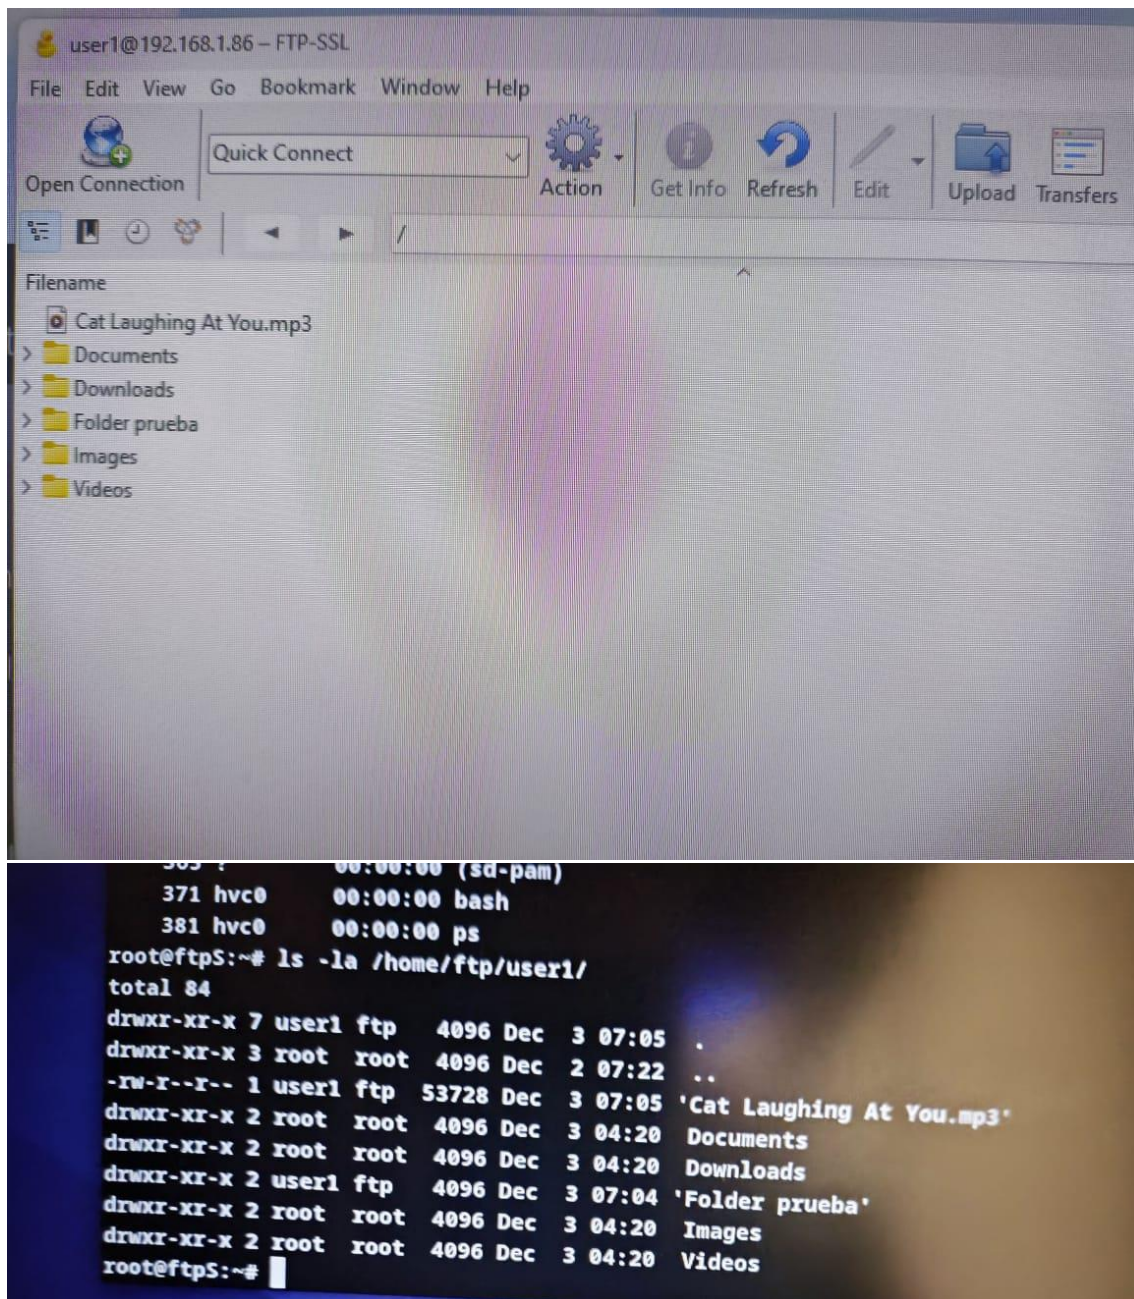 user1@192.168.1.86 – FTP-SSL
File Edit View Go Bookmark Window Help
Open Connection
Quick Connect
Action
Get Info
Refresh
Edit
Upload
Transfers
/
Filename
Cat Laughing At You.mp3
Documents
Downloads
Folder prueba
Images
Videos
00:00:00 (sd-pam)
371 hvc0 00:00:00 bash
381 hvc0 00:00:00 ps
root@ftpS:~# ls -la /home/ftp/user1/
total 84
drwxr-xr-x 7 user1 ftp 4096 Dec 3 07:05 .
drwxr-xr-x 3 root root 4096 Dec 2 07:22 ..
-rw-r--r-- 1 user1 ftp 53728 Dec 3 07:05 'Cat Laughing At You.mp3'
drwxr-xr-x 2 root root 4096 Dec 3 04:20 Documents
drwxr-xr-x 2 root root 4096 Dec 3 04:20 Downloads
drwxr-xr-x 2 user1 ftp 4096 Dec 3 07:04 'Folder prueba'
drwxr-xr-x 2 root root 4096 Dec 3 04:20 Images
drwxr-xr-x 2 root root 4096 Dec 3 04:20 Videos
root@ftpS:~#